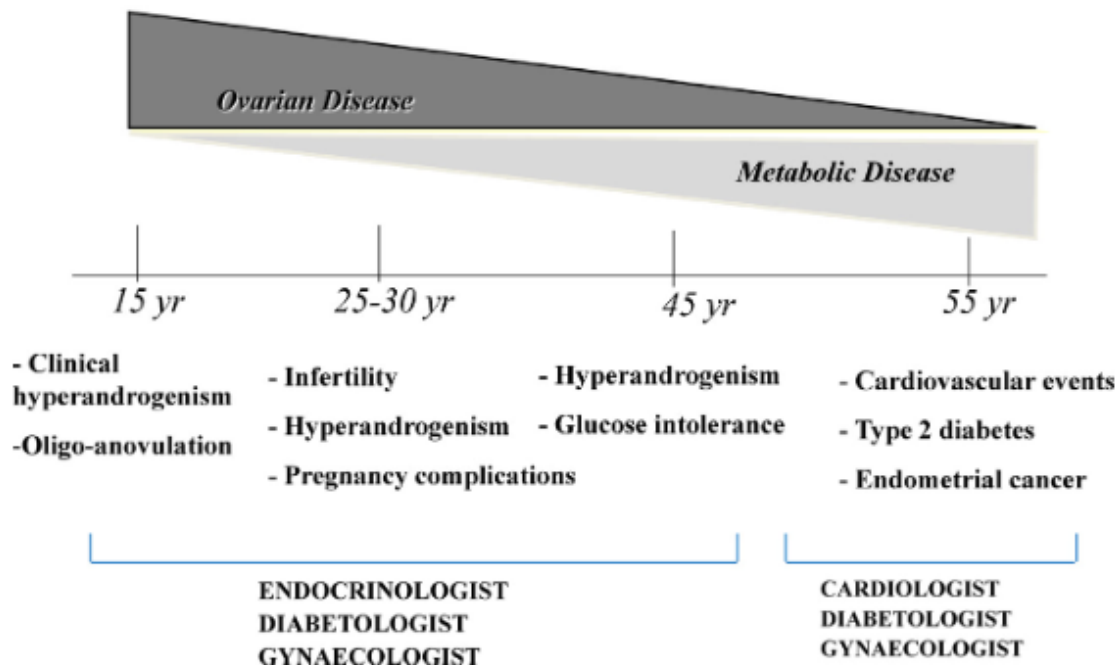 Ovarian Disease
Metabolic Disease
15 yr
25-30 yr
45 yr
55 yr
- Clinical
hyperandrogenism
-Oligo-anovulation
- Infertility
- Hyperandrogenism
- Pregnancy complications
- Hyperandrogenism
- Glucose intolerance
- Cardiovascular events
- Type 2 diabetes
- Endometrial cancer
ENDOCRINOLOGIST
DIABETOLOGIST
GYNAECOLOGIST
CARDIOLOGIST
DIABETOLOGIST
GYNAECOLOGIST